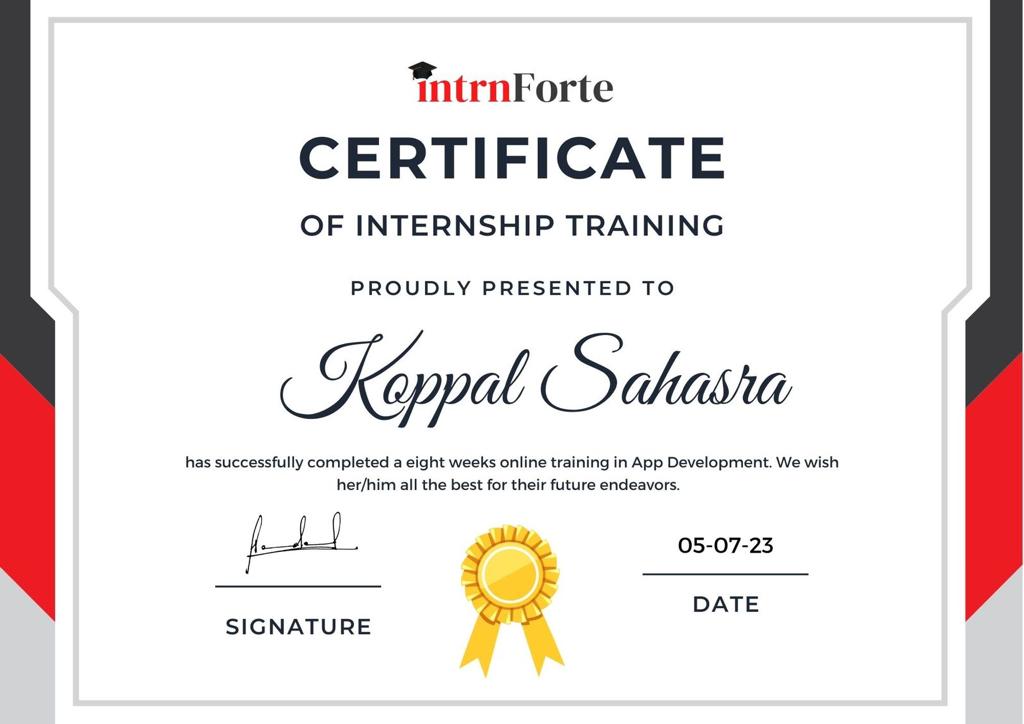 intrnForte
CERTIFICATE
OF INTERNSHIP TRAINING
PROUDLY PRESENTED TO
Koppal Sahasra
has successfully completed a eight weeks online training in App Development. We wish
her/him all the best for their future endeavors.
05-07-23
SIGNATURE
DATE